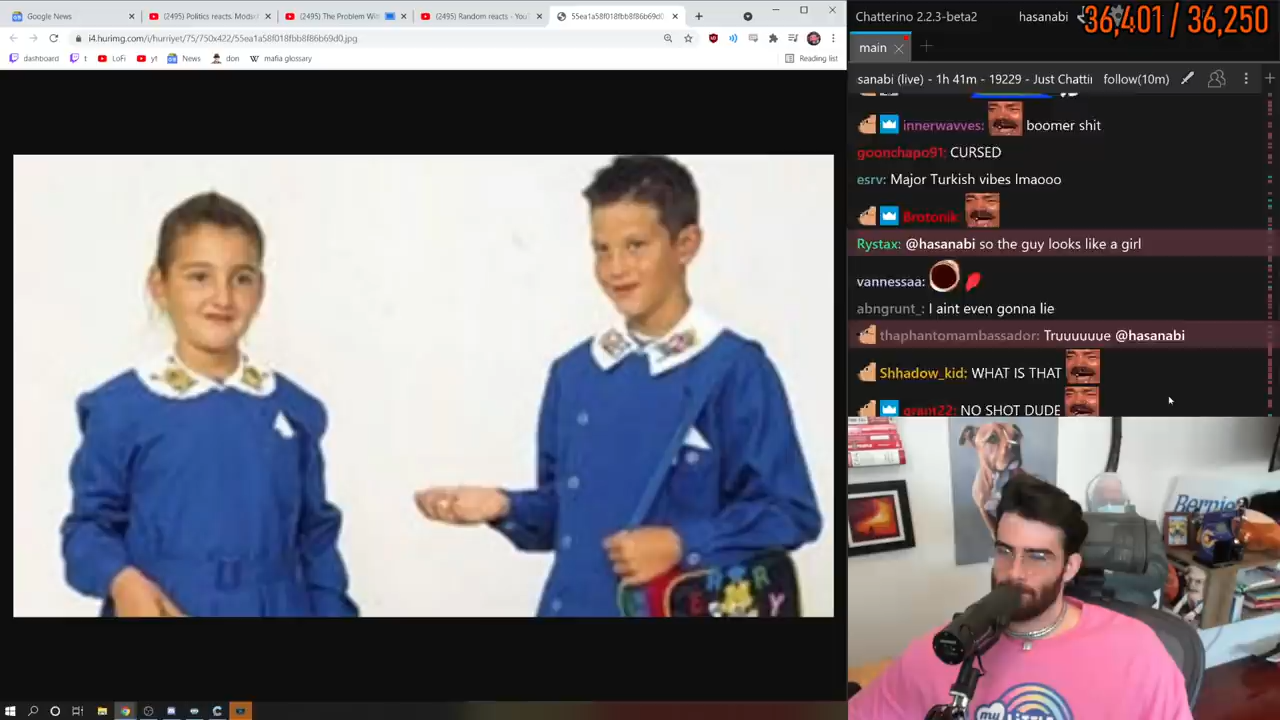 Google News
(2495) Politics reacts. Mods#
(2495) The Problem Wit
(2495) Random reacts - You
55ea1a58f018fbb8f86b69d0
i4.hurimg.com/i/hurriyet/75/750x422/55ea1a58f018fbb8f86b69d0.jpg
dashboard
t
LoFi
yt
News
don
mafia glossary
Reading list
Chatterino 2.2.3-beta2
hasanabi
36,401 / 36,250
main
sanabi (live) - 1h 41m - 19229 - Just Chattin
follow(10m)
innerwavves: boomer shit
goonchapo91: CURSED
esrv: Major Turkish vibes lmaooo
Brotonik
Rystax: @hasanabi so the guy looks like a girl
vannessaa:
abngrunt_: I aint even gonna lie
thaphantomambassador: Truuuuuue @hasanabi
Shhadow_kid: WHAT IS THAT
grant22: NO SHOT DUDE
Bernie
my